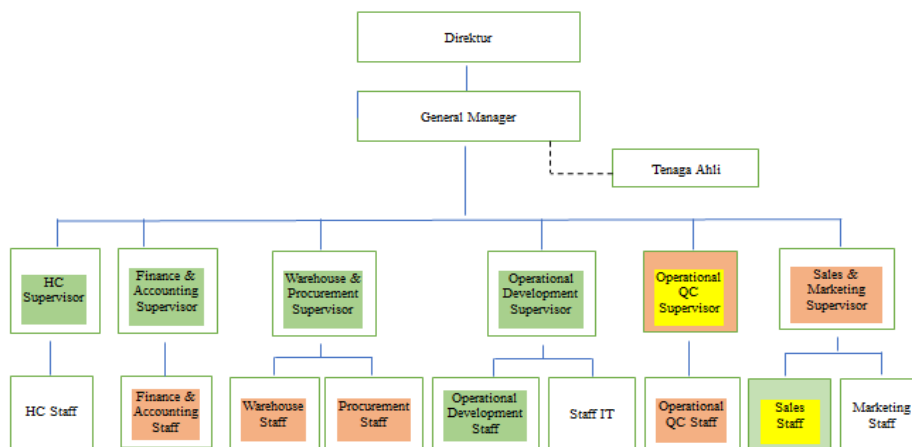 Direktur
General Manager
Tenaga Ahli
HC
Supervisor
Finance &
Accounting
Supervisor
Warehouse &
Procurement
Supervisor
Operational
Development
Supervisor
Operational
QC
Supervisor
Sales &
Marketing
Supervisor
HC Staff
Finance &
Accounting
Staff
Warehouse
Staff
Procurement
Staff
Operational
Development
Staff
Staff IT
Operational
QC Staff
Sales
Staff
Marketing
Staff